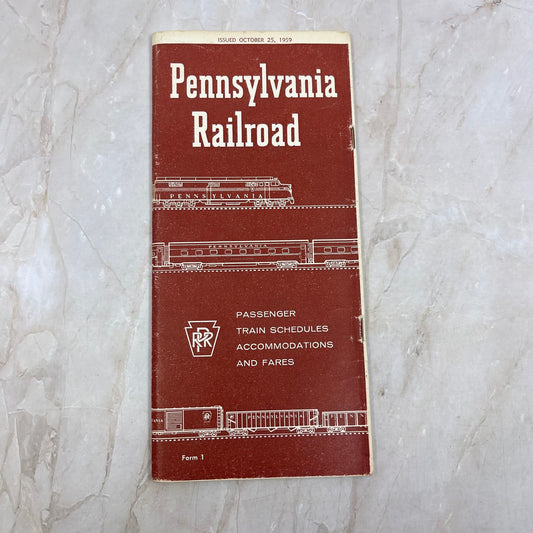 ISSUED OCTOBER 25, 1959
Pennsylvania
Railroad
PENNSYLVANIA
PENNSYLVANIA
PASSENGER
TRAIN SCHEDULES
PRR
ACCOMMODATIONS
AND FARES
Form 1